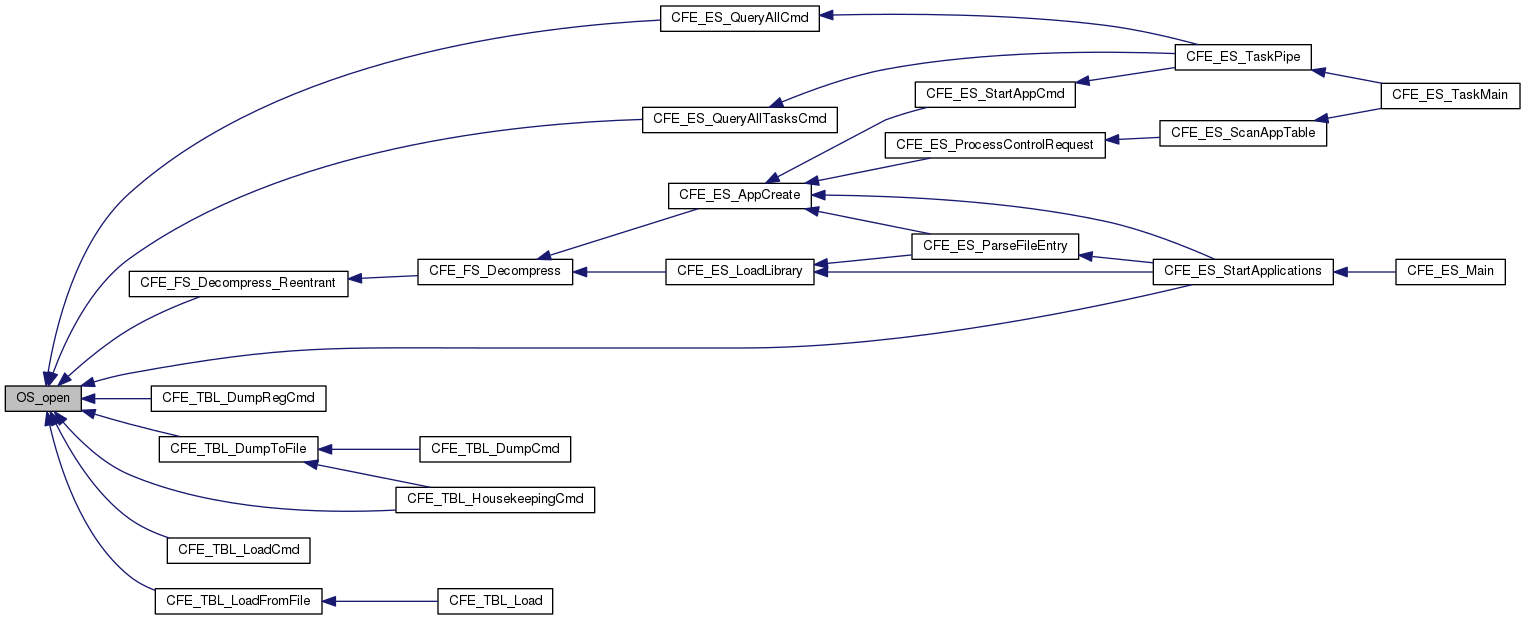 CFE_ES_QueryAllCmd
CFE_ES_TaskPipe
CFE_ES_StartAppCmd
CFE_ES_TaskMain
CFE_ES_QueryAllTasksCmd
CFE_ES_ScanAppTable
CFE_ES_ProcessControlRequest
CFE_ES_AppCreate
CFE_ES_ParseFileEntry
CFE_FS_Decompress
CFE_ES_LoadLibrary
CFE_ES_StartApplications
CFE_ES_Main
CFE_FS_Decompress_Reentrant
OS_open
CFE_TBL_DumpRegCmd
CFE_TBL_DumpToFile
CFE_TBL_DumpCmd
CFE_TBL_HousekeepingCmd
CFE_TBL_LoadCmd
CFE_TBL_LoadFromFile
CFE_TBL_Load